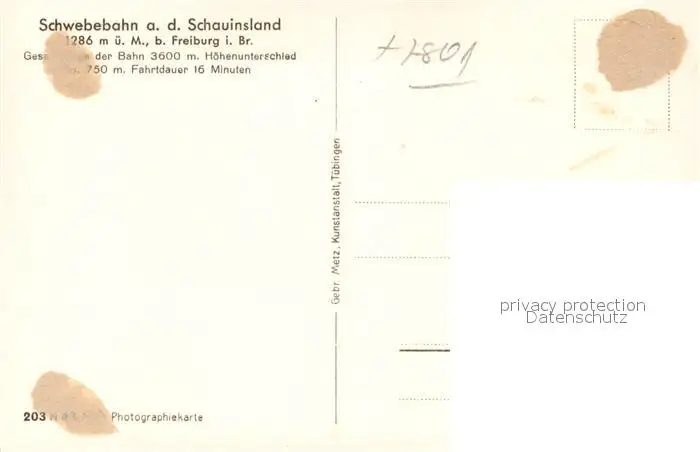 Schwebebahn a. d. Schauinsland
1286 m ü. M., b. Freiburg i. Br.
der Bahn 3600 m. Höhenunterschied
750 m. Fahrtdauer 16 Minuten
+7801
Gebr. Metz, Kunstanstalt, Tübingen
privacy protection
Datenschutz
203 Photographiekarte